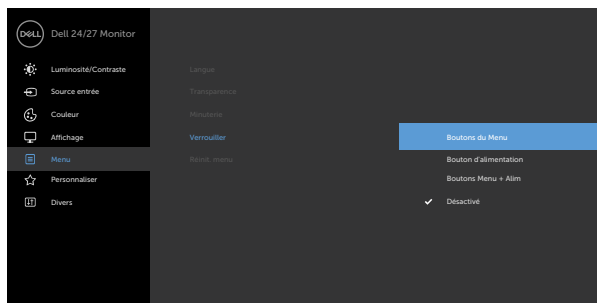 DELL Dell 24/27 Monitor
Luminosité/Contraste
Source entrée
Couleur
Affichage
Menu
Personnaliser
Divers
Langue
Transparence
Minuterie
Verrouiller
Réinit. menu
Boutons du Menu
Bouton d'alimentation
Boutons Menu + Alim
Désactivé